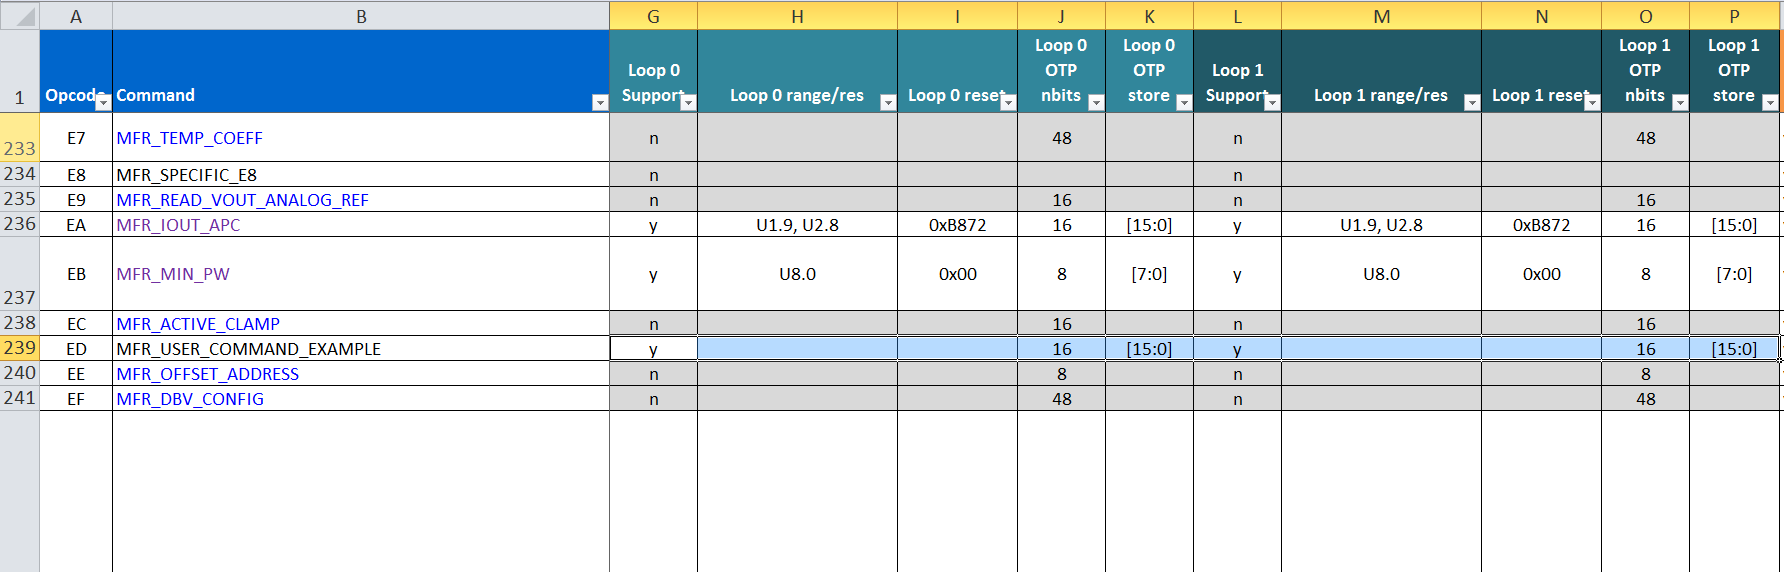 A B G H I J K L M N O P
1 Opcode Command Loop 0 Support Loop 0 range/res Loop 0 reset Loop 0 OTP nbits Loop 0 OTP store Loop 1 Support Loop 1 range/res Loop 1 reset Loop 1 OTP nbits Loop 1 OTP store
233 E7 MFR_TEMP_COEFF n 48 n 48
234 E8 MFR_SPECIFIC_E8 n n
235 E9 MFR_READ_VOUT_ANALOG_REF n 16 n 16
236 EA MFR_IOUT_APC y U1.9, U2.8 0xB872 16 [15:0] y U1.9, U2.8 0xB872 16 [15:0]
237 EB MFR_MIN_PW y U8.0 0x00 8 [7:0] y U8.0 0x00 8 [7:0]
238 EC MFR_ACTIVE_CLAMP n 16 n 16
239 ED MFR_USER_COMMAND_EXAMPLE y 16 [15:0] y 16 [15:0]
240 EE MFR_OFFSET_ADDRESS n 8 n 8
241 EF MFR_DBV_CONFIG n 48 n 48